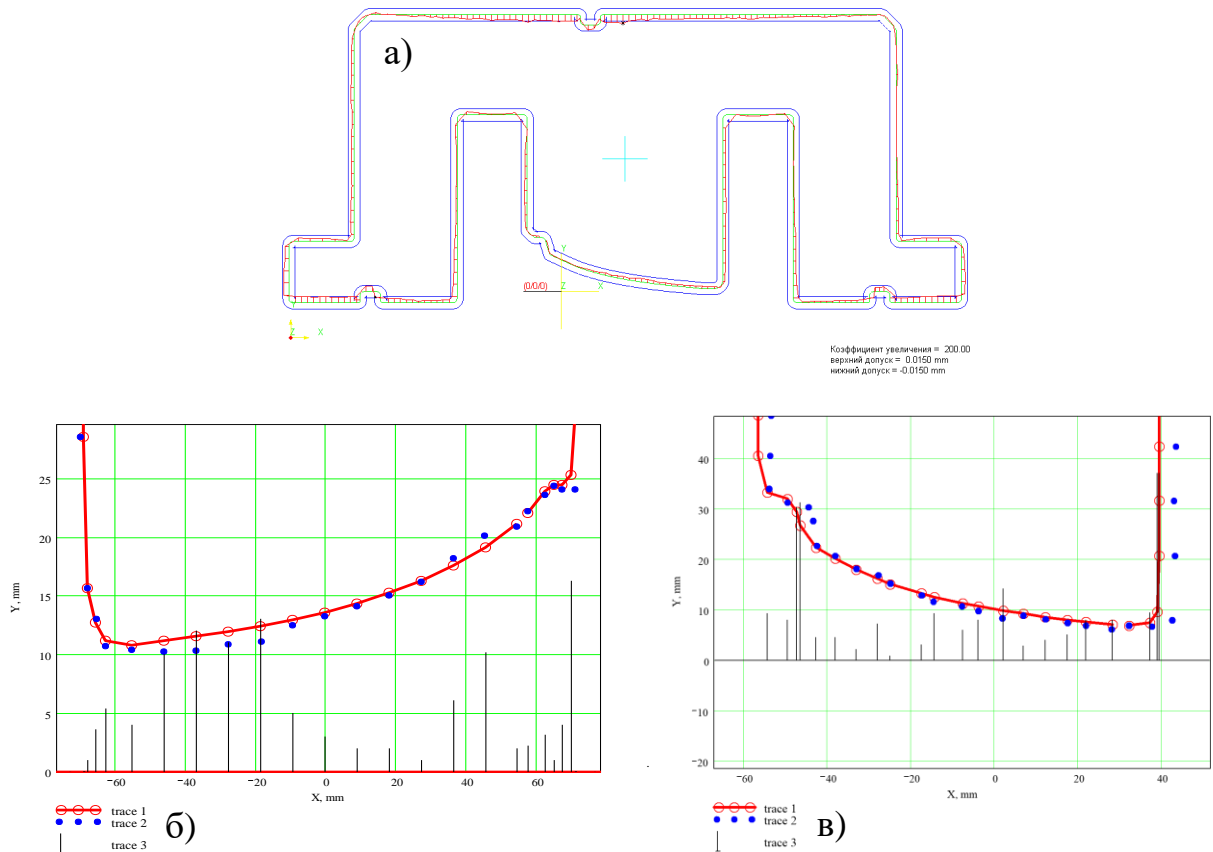 а)
Y
(0/0/0)
Z
X
Z
X
Коэффициент увеличения = 200.00
верхний допуск = 0.0150 mm
нижний допуск = -0.0150 mm
25
20
15
10
5
0
Y, mm
−60
−40
−20
0
20
40
60
X, mm
trace 1
trace 2
trace 3
б)
40
30
20
10
0
−10
−20
Y, mm
−60
−40
−20
0
20
40
X, mm
trace 1
trace 2
trace 3
в)